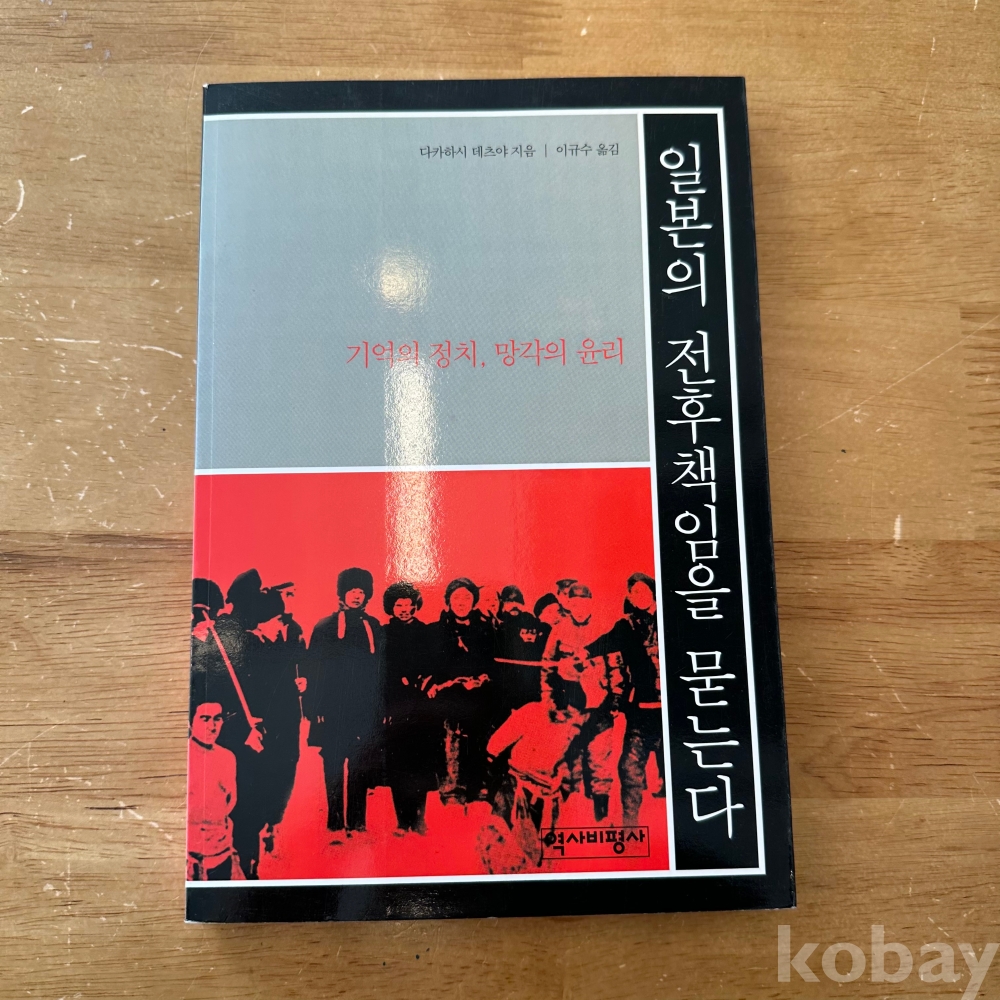 다카하시 데츠야 지음 | 이규수 옮김
일본의 전후책임을 묻는다
기억의 정치, 망각의 윤리
역사비평사
kobay